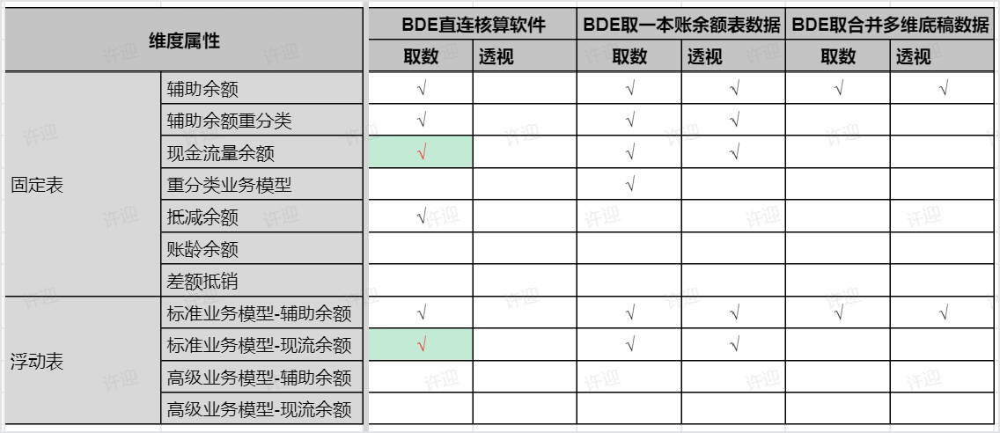 维度属性 BDE直连核算软件 BDE取一本账余额表数据 BDE取合并多维底稿数据
取数 透视 取数 透视 取数 透视
固定表
辅助余额 √ √ √ √ √
辅助余额重分类 √ √ √
现金流量余额 √ √ √
重分类业务模型 √
抵减余额 √
账龄余额
差额抵销
浮动表
标准业务模型-辅助余额 √ √ √ √ √
标准业务模型-现流余额 √ √ √
高级业务模型-辅助余额
高级业务模型-现流余额
许迎